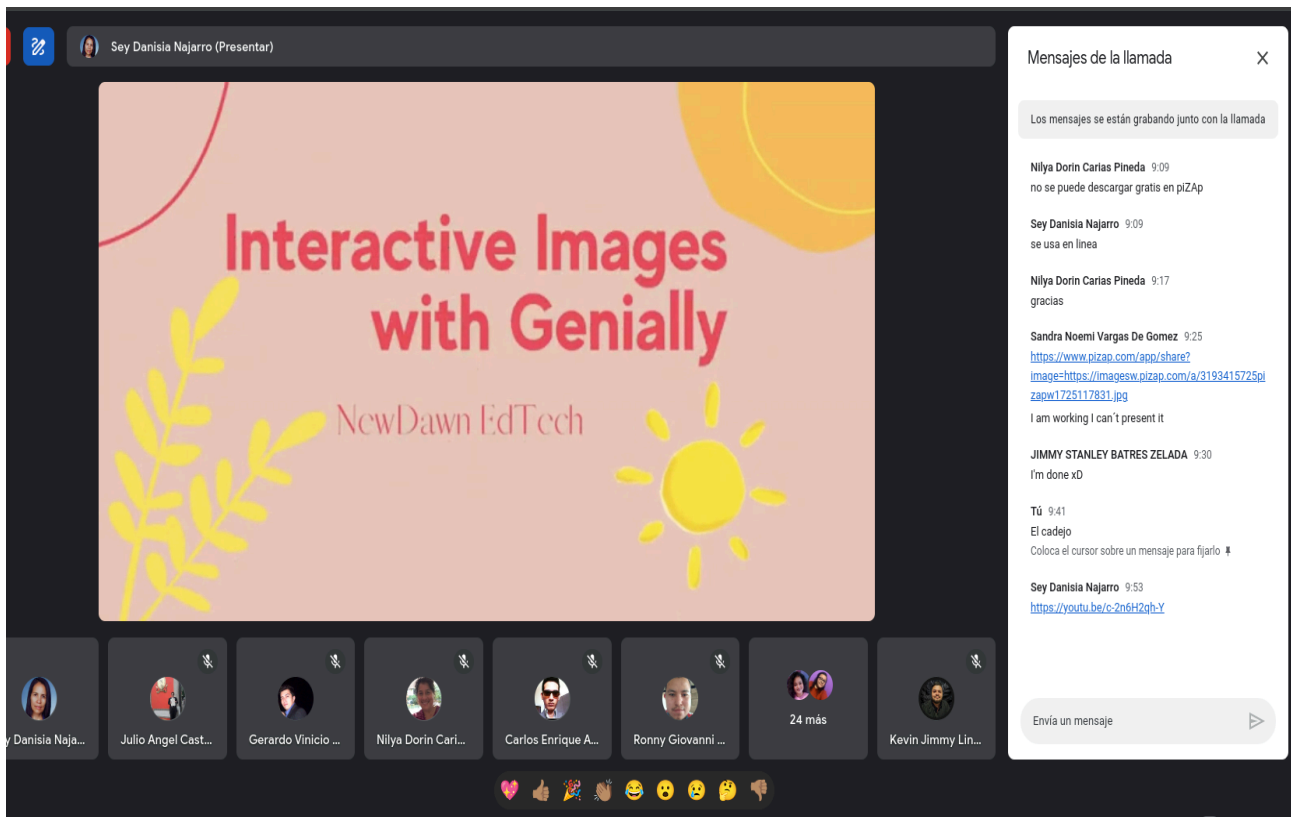 Sey Danisia Najarro (Presentar)
Interactive Images
with Genially
NewDawn EdTech
y Danisia Naja...
Julio Angel Cast...
Gerardo Vinicio ...
Nilya Dorin Cari...
Carlos Enrique A...
Ronny Giovanni ...
24 más
Kevin Jimmy Lin...
Mensajes de la llamada
Los mensajes se están grabando junto con la llamada
Nilya Dorin Carias Pineda 9:09
no se puede descargar gratis en piZAp
Sey Danisia Najarro 9:09
se usa en linea
Nilya Dorin Carias Pineda 9:17
gracias
Sandra Noemi Vargas De Gomez 9:25
https://www.pizap.com/app/share?
image=https://imagesw.pizap.com/a/3193415725pi
zapw1725117831.jpg
I am working I can´t present it
JIMMY STANLEY BATRES ZELADA 9:30
I'm done xD
Tú 9:41
El cadejo
Coloca el cursor sobre un mensaje para fijarlo
Sey Danisia Najarro 9:53
https://youtu.be/c-2n6H2qh-Y
Envía un mensaje